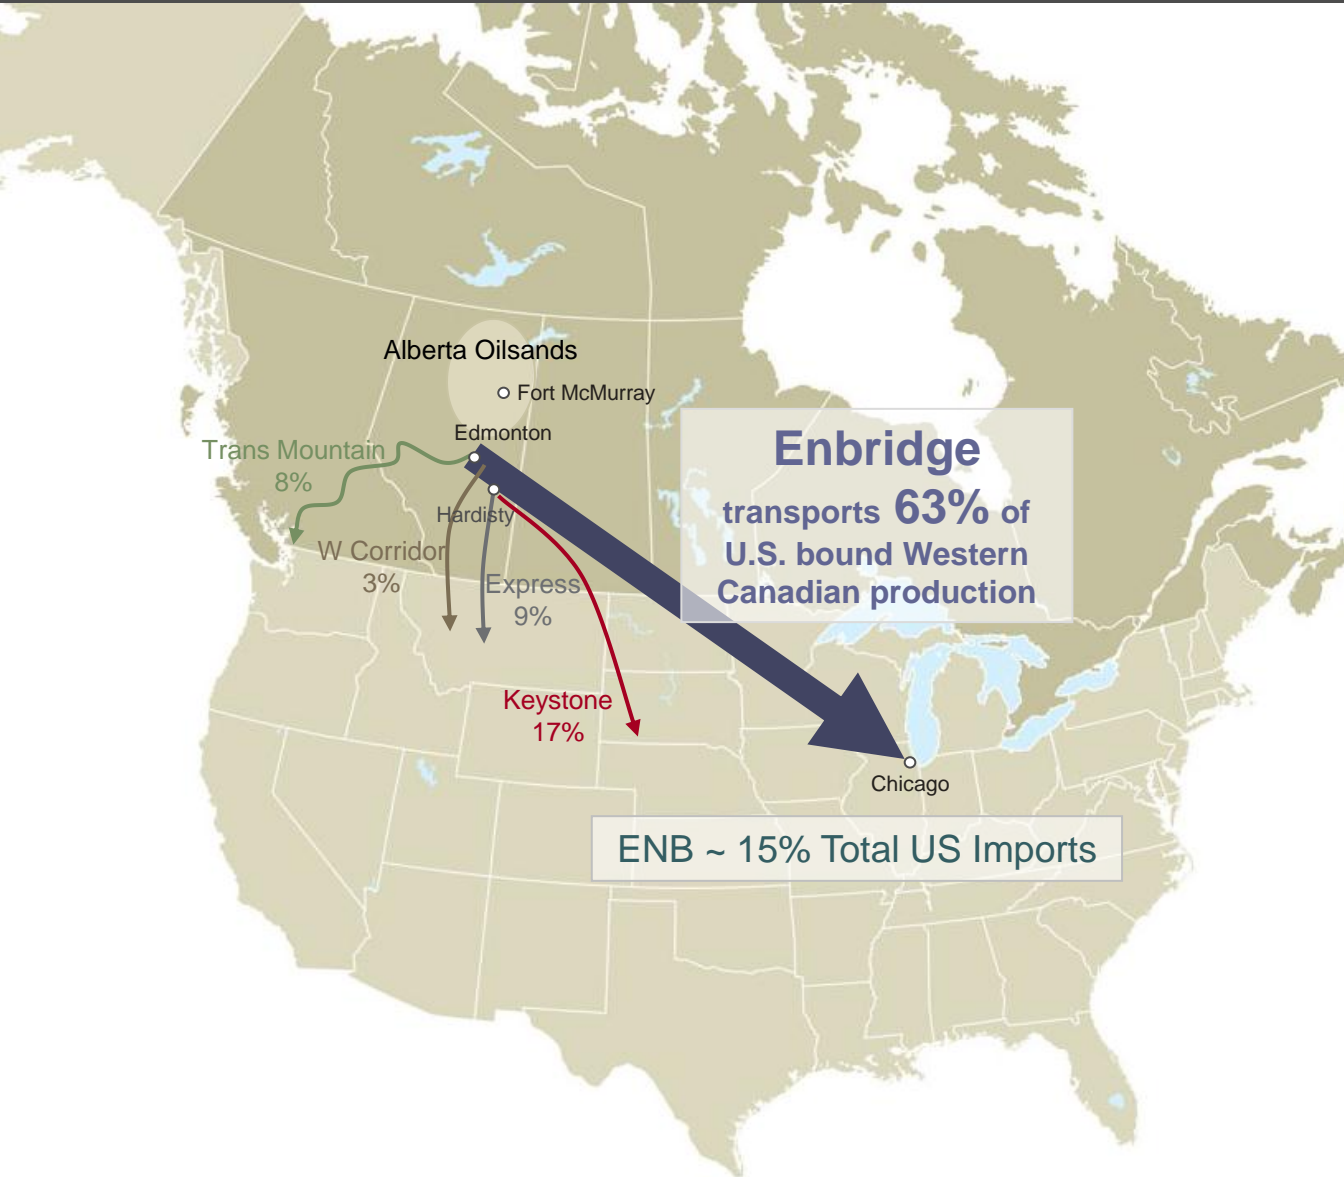 Alberta Oilsands
Fort McMurray
Edmonton
Trans Mountain
8%
Hardisty
W Corridor
3%
Express
9%
Keystone
17%
Enbridge
transports 63% of
U.S. bound Western
Canadian production
Chicago
ENB ~ 15% Total US Imports